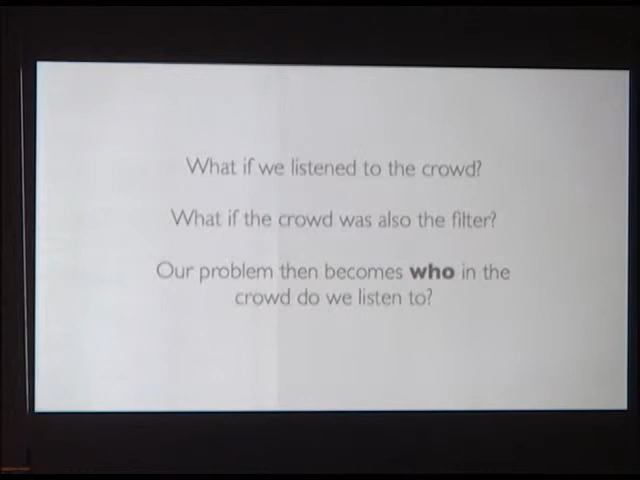 What if we listened to the crowd?
What if the crowd was also the filter?
Our problem then becomes who in the
crowd do we listen to?